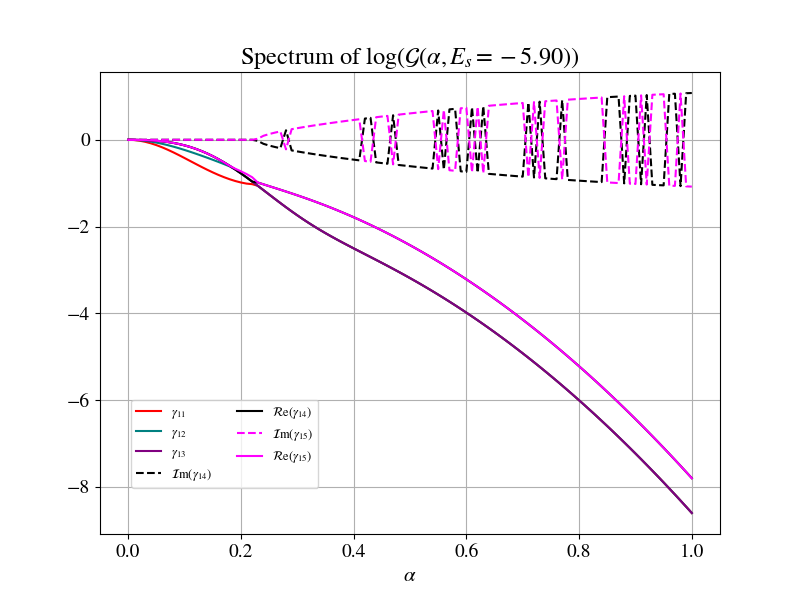 Spectrum of log(𝒢(α, E_s = −5.90))
0
−2
−4
−6
−8
γ₁₁
γ₁₂
γ₁₃
ℐm(γ₁₄)
ℛe(γ₁₄)
ℐm(γ₁₅)
ℛe(γ₁₅)
0.0 0.2 0.4 0.6 0.8 1.0
α